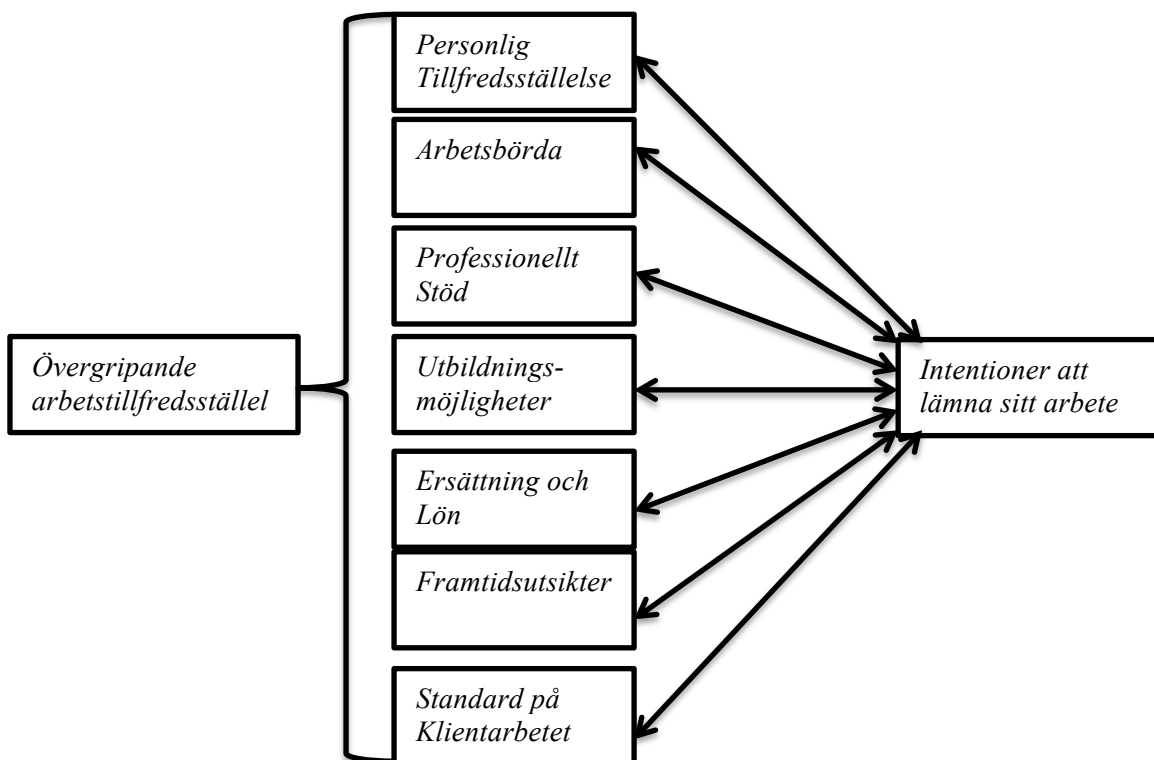 Personlig
Tillfredsställelse
Arbetsbörda
Professionellt
Stöd
Övergripande
arbetstillfredsställel
Utbildnings-
möjligheter
Intentioner att
lämna sitt arbete
Ersättning och
Lön
Framtidsutsikter
Standard på
Klientarbetet